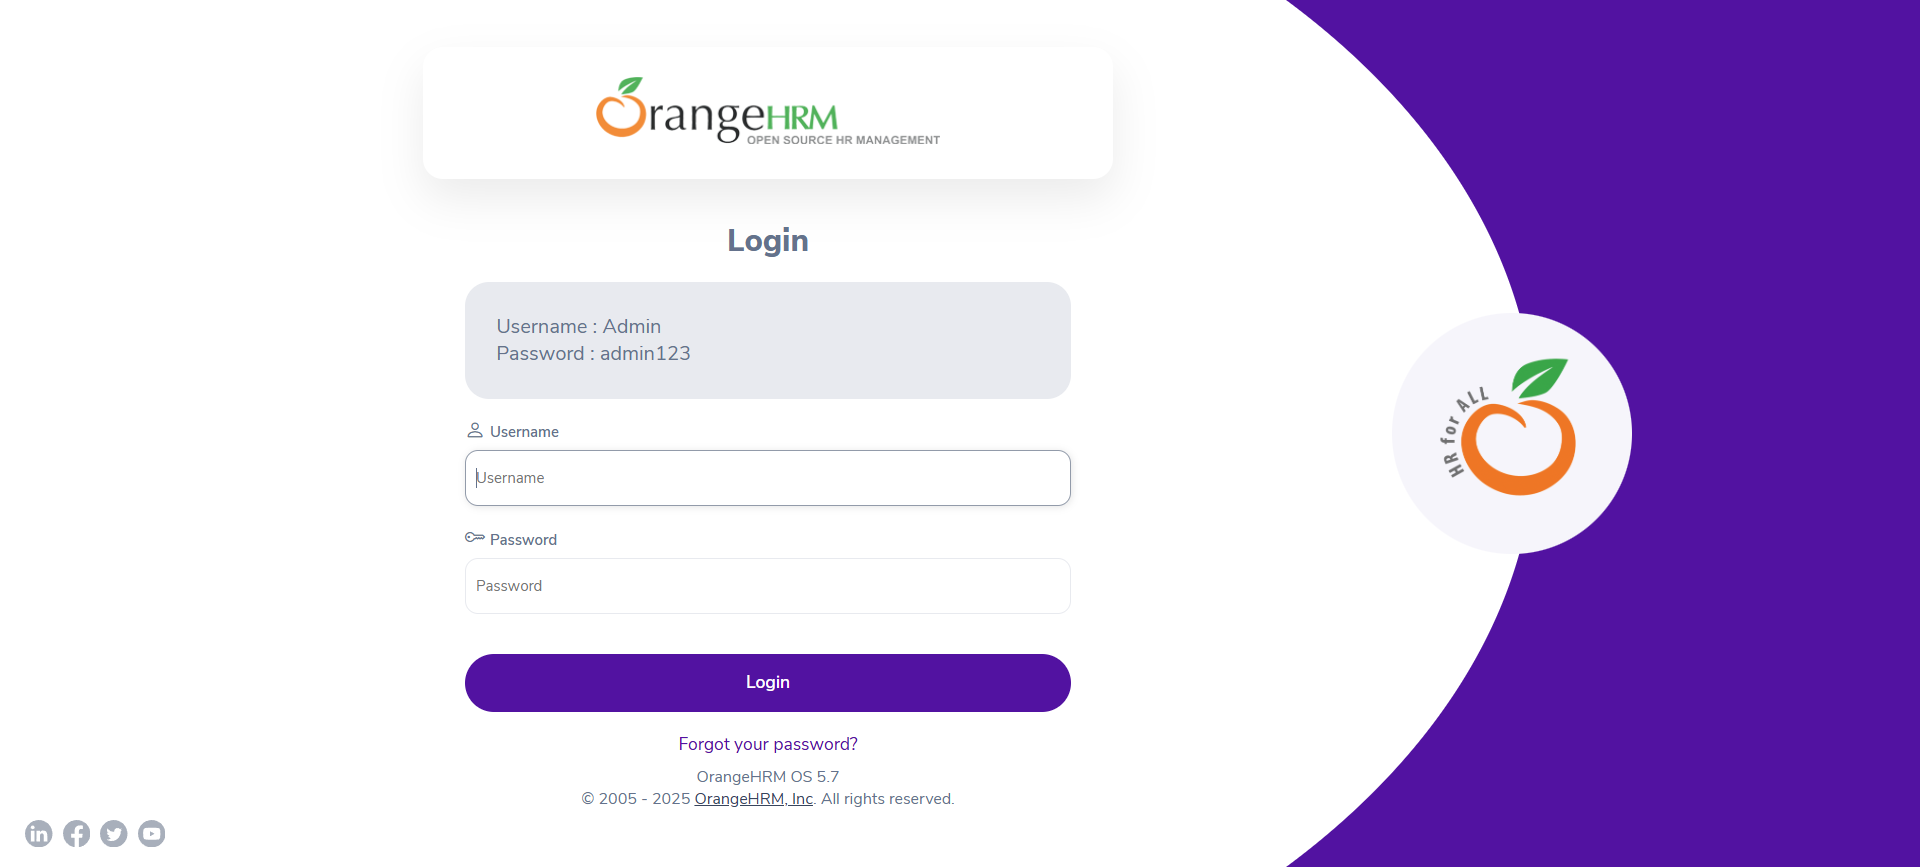 OrangeHRM
OPEN SOURCE HR MANAGEMENT
Login
Username : Admin
Password : admin123
Username
Username
Password
Password
Login
Forgot your password?
OrangeHRM OS 5.7
© 2005 - 2025 OrangeHRM, Inc. All rights reserved.
HR for ALL
in